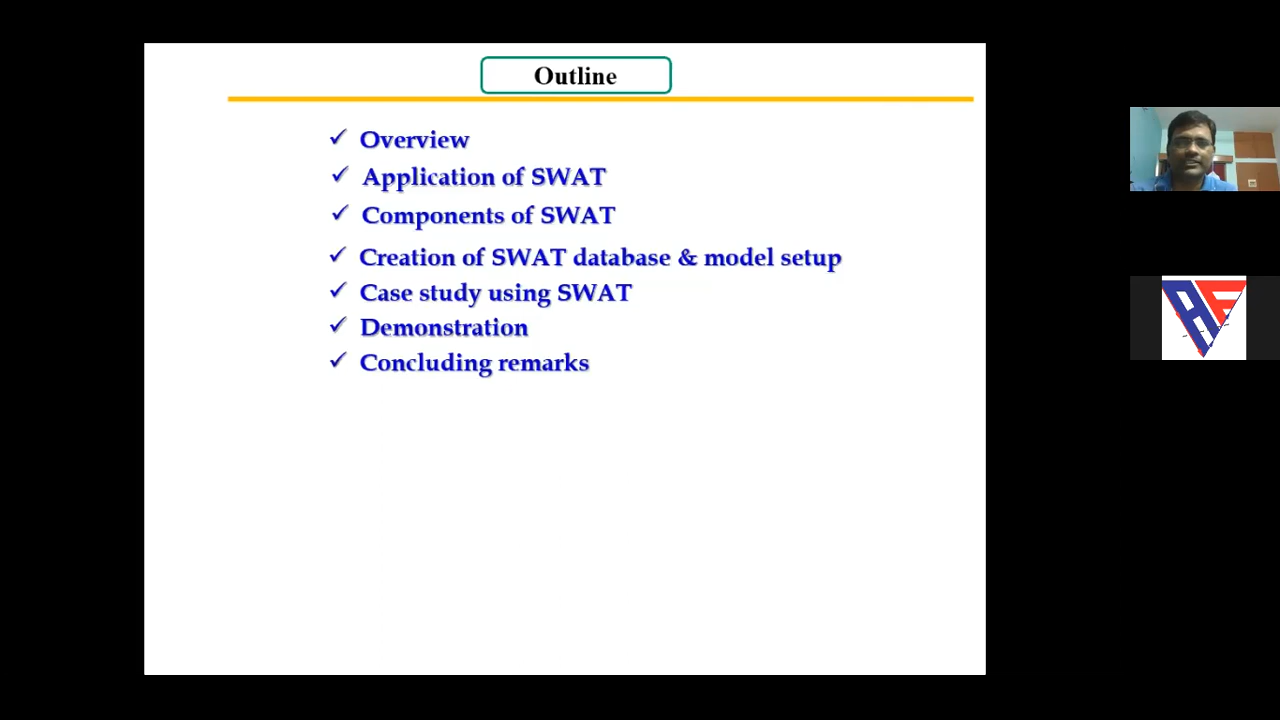 Outline
✓ Overview
✓ Application of SWAT
✓ Components of SWAT
✓ Creation of SWAT database & model setup
✓ Case study using SWAT
✓ Demonstration
✓ Concluding remarks